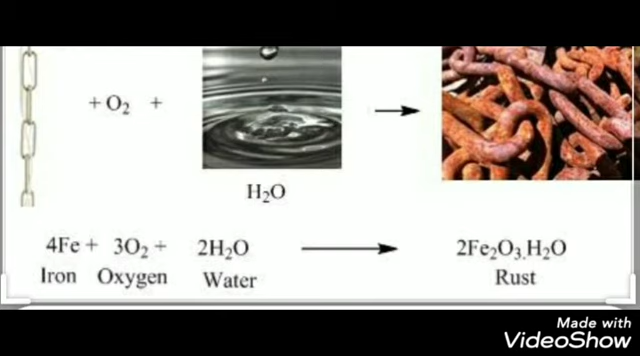 + O₂ +
H₂O
4Fe + 3O₂ + 2H₂O 2Fe₂O₃.H₂O
Iron Oxygen Water Rust
Made with
VideoShow